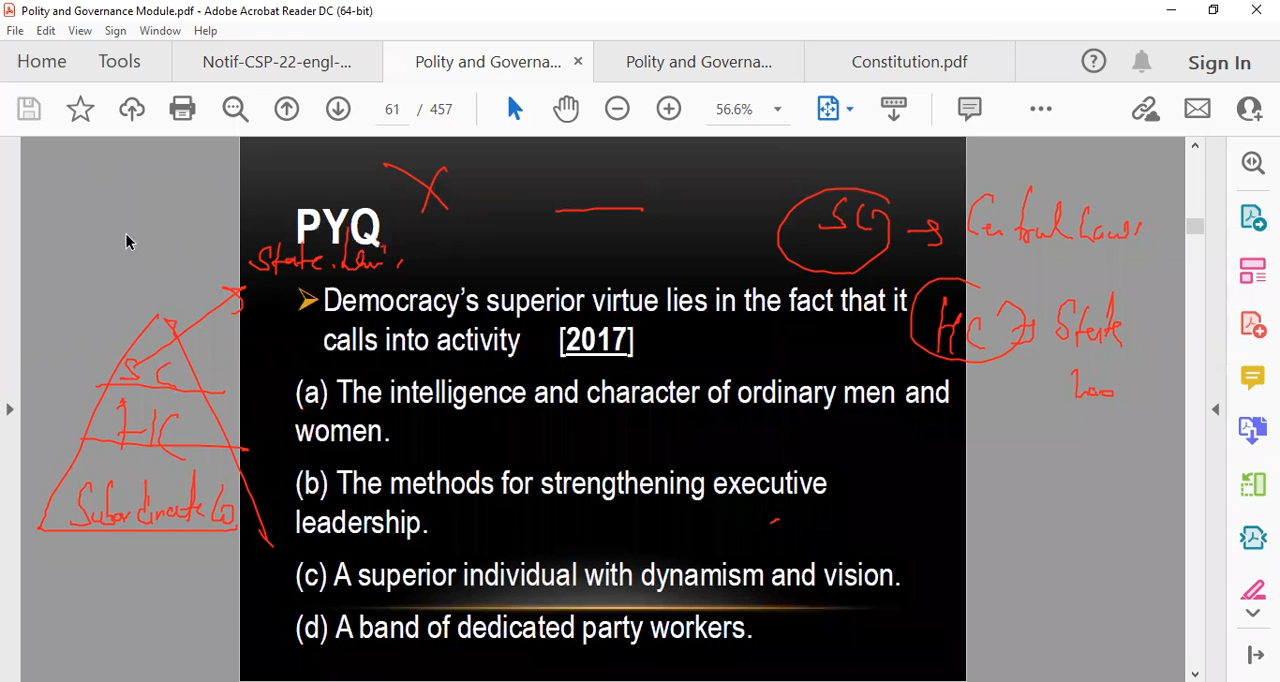 Polity and Governance Module.pdf - Adobe Acrobat Reader DC (64-bit)
File Edit View Sign Window Help
Home Tools Notif-CSP-22-engl-... Polity and Governa... × Polity and Governa... Constitution.pdf ? Sign In
61 / 457 56.6%
PYQ
SC → Central Laws
State Law
Democracy's superior virtue lies in the fact that it
calls into activity [2017]
HC State
(a) The intelligence and character of ordinary men and
women.
SC
HC
(b) The methods for strengthening executive
leadership.
Subordinate Co
(c) A superior individual with dynamism and vision.
(d) A band of dedicated party workers.